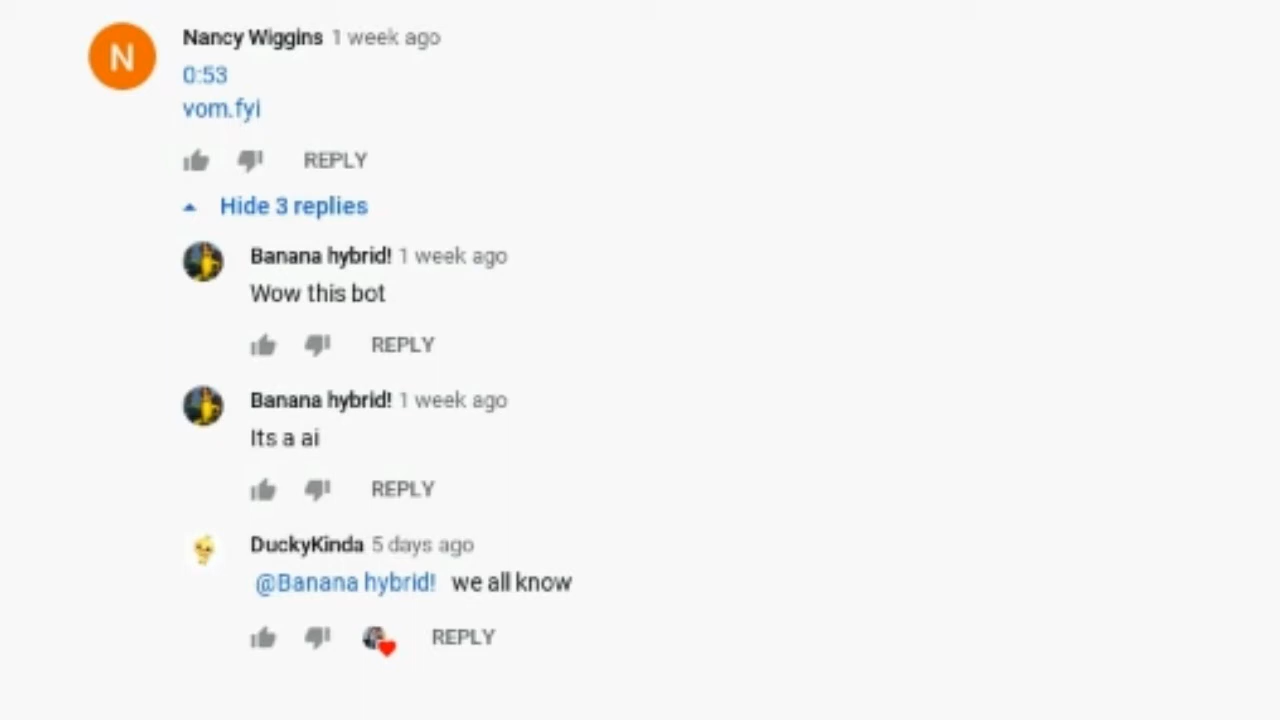 N
Nancy Wiggins 1 week ago
0:53
vom.fyi
REPLY
Hide 3 replies
Banana hybrid! 1 week ago
Wow this bot
REPLY
Banana hybrid! 1 week ago
Its a ai
REPLY
DuckyKinda 5 days ago
@Banana hybrid! we all know
REPLY